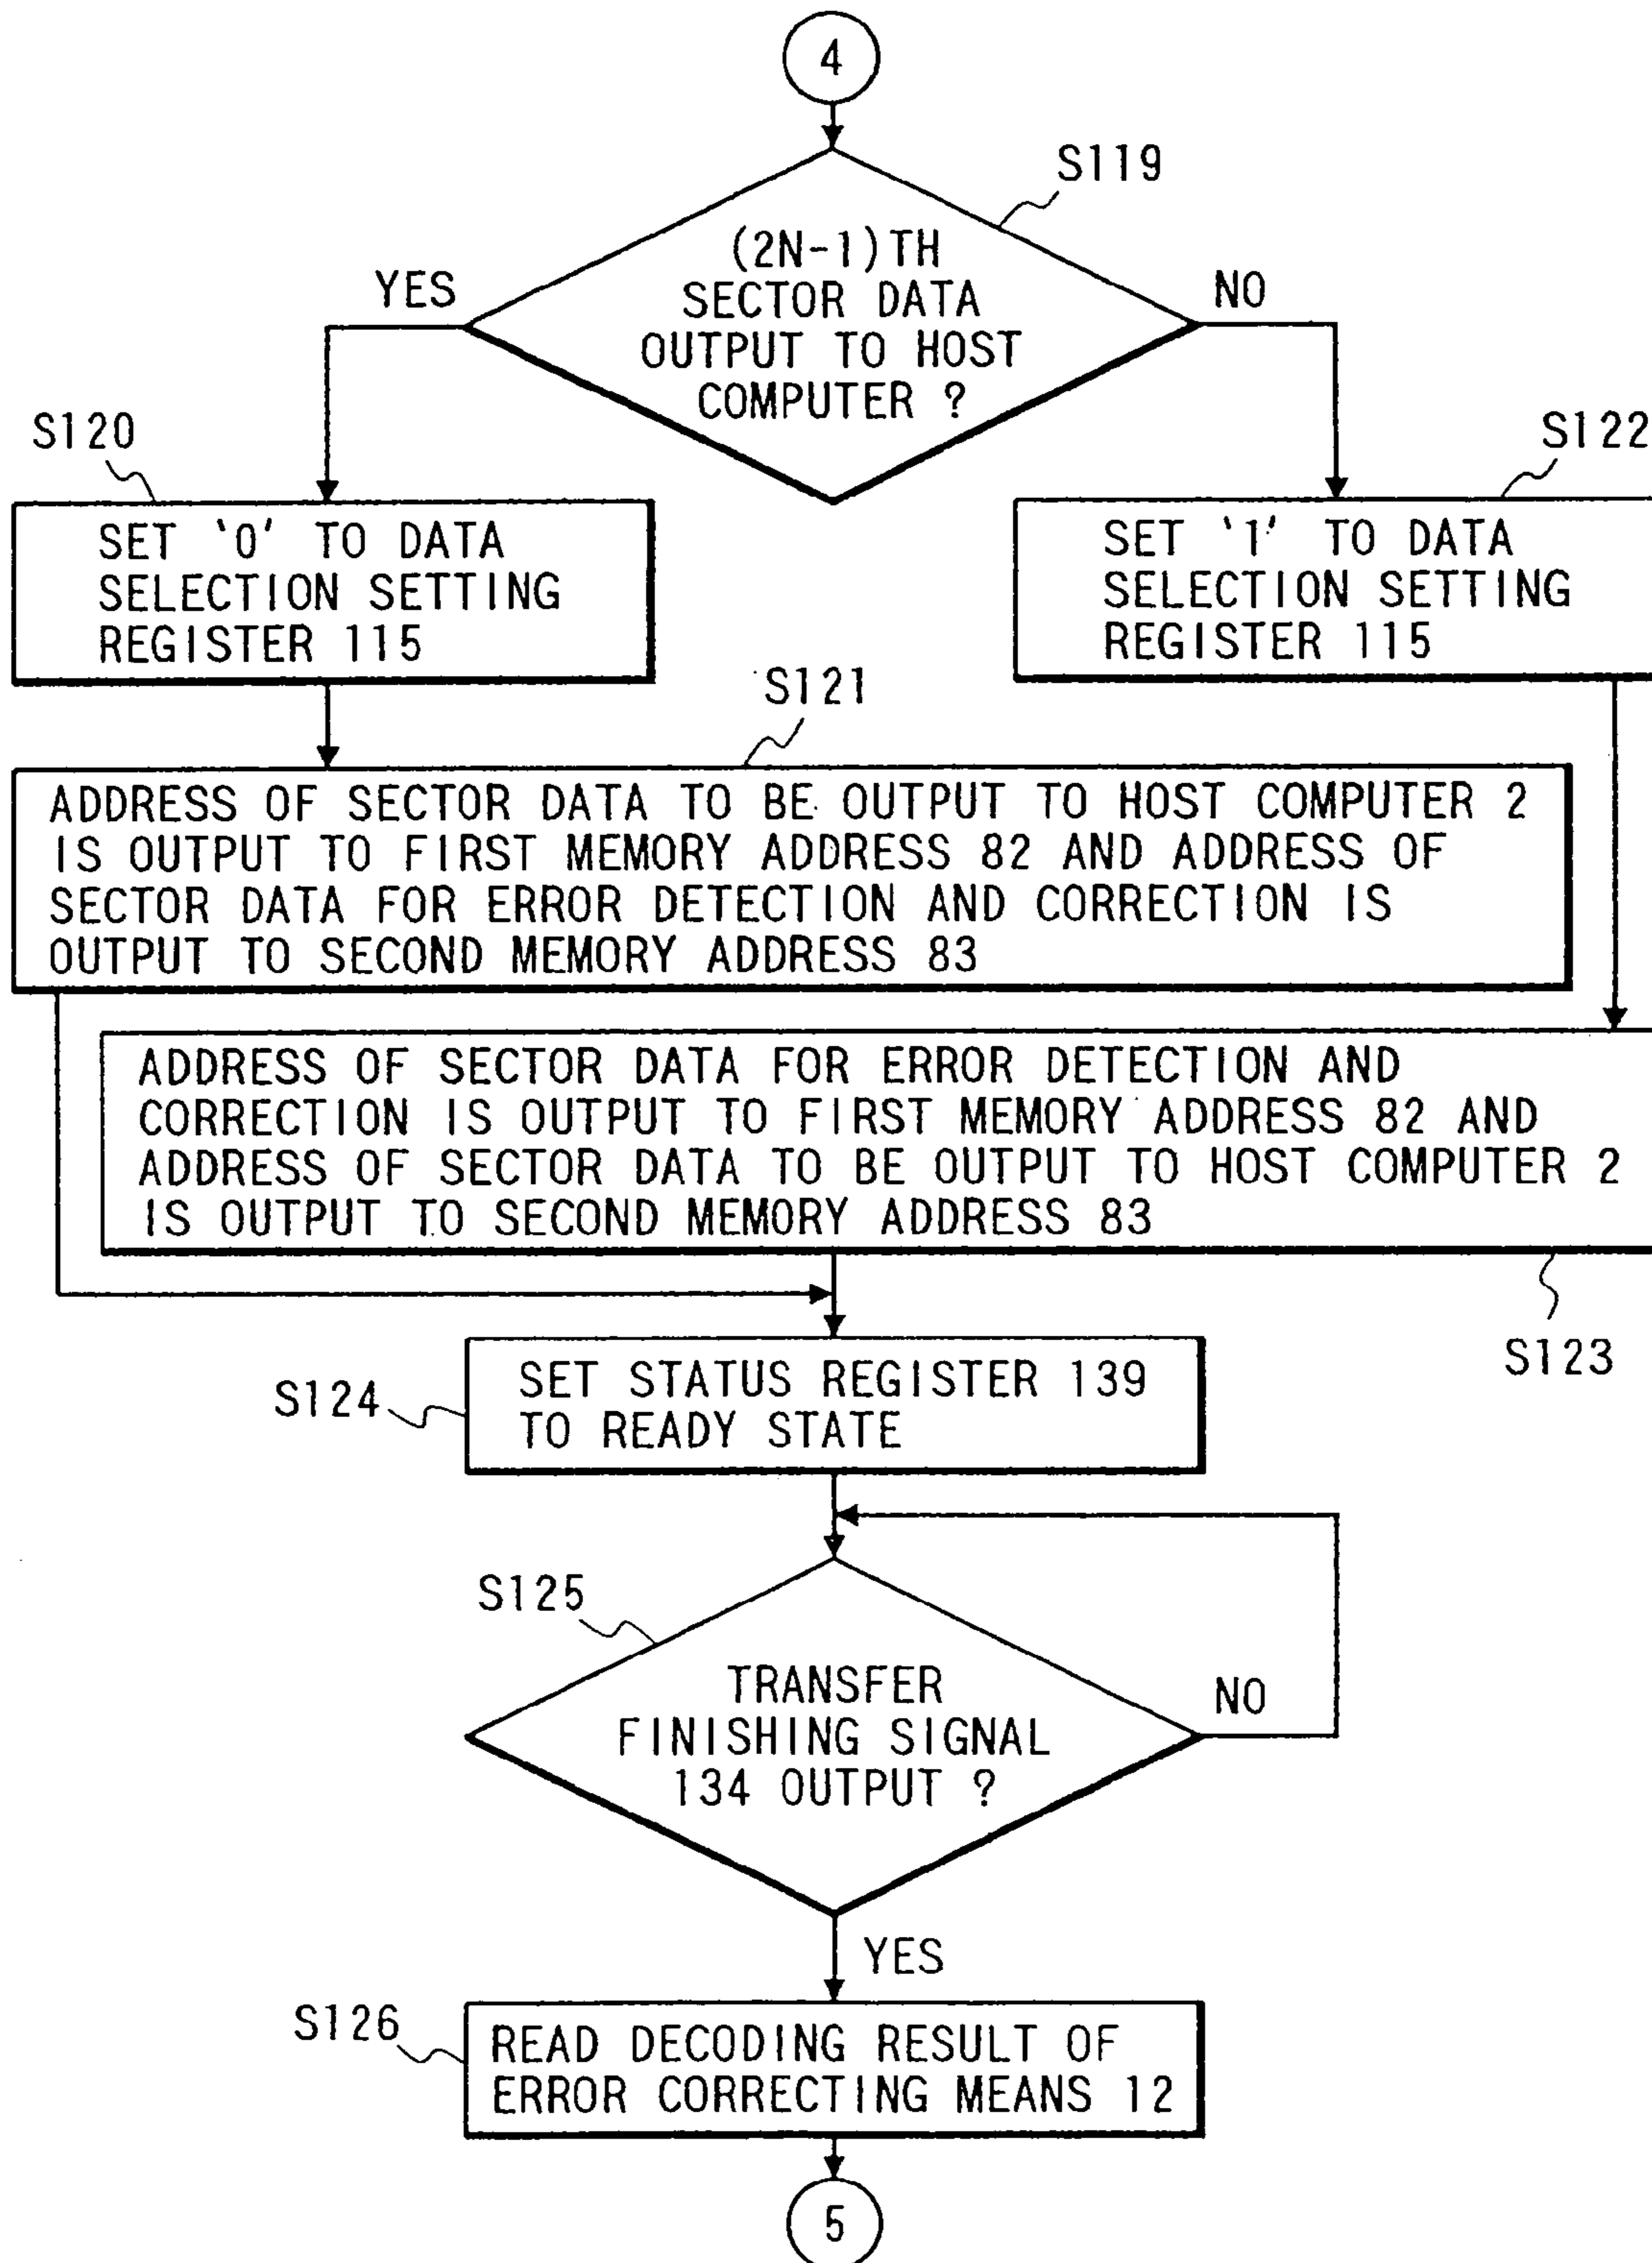 4
S119
(2N-1)TH
SECTOR DATA
OUTPUT TO HOST
COMPUTER ?
YES
NO
S120
SET '0' TO DATA
SELECTION SETTING
REGISTER 115
S122
SET '1' TO DATA
SELECTION SETTING
REGISTER 115
S121
ADDRESS OF SECTOR DATA TO BE OUTPUT TO HOST COMPUTER 2
IS OUTPUT TO FIRST MEMORY ADDRESS 82 AND ADDRESS OF
SECTOR DATA FOR ERROR DETECTION AND CORRECTION IS
OUTPUT TO SECOND MEMORY ADDRESS 83
ADDRESS OF SECTOR DATA FOR ERROR DETECTION AND
CORRECTION IS OUTPUT TO FIRST MEMORY ADDRESS 82 AND
ADDRESS OF SECTOR DATA TO BE OUTPUT TO HOST COMPUTER 2
IS OUTPUT TO SECOND MEMORY ADDRESS 83
S123
S124
SET STATUS REGISTER 139
TO READY STATE
S125
TRANSFER
FINISHING SIGNAL
134 OUTPUT ?
NO
YES
S126
READ DECODING RESULT OF
ERROR CORRECTING MEANS 12
5